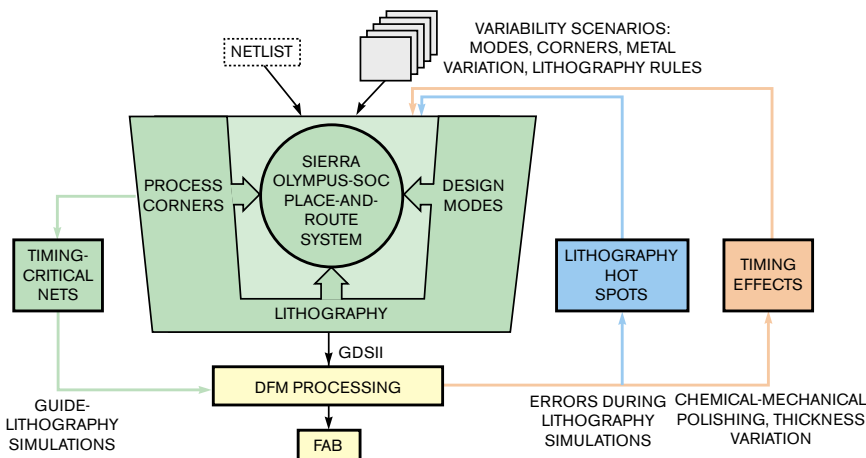 NETLIST
VARIABILITY SCENARIOS:
MODES, CORNERS, METAL
VARIATION, LITHOGRAPHY RULES
PROCESS
CORNERS
SIERRA
OLYMPUS-SOC
PLACE-AND-
ROUTE
SYSTEM
DESIGN
MODES
LITHOGRAPHY
TIMING-
CRITICAL
NETS
LITHOGRAPHY
HOT
SPOTS
TIMING
EFFECTS
GDSII
DFM PROCESSING
FAB
GUIDE-
LITHOGRAPHY
SIMULATIONS
ERRORS DURING
LITHOGRAPHY
SIMULATIONS
CHEMICAL-MECHANICAL
POLISHING, THICKNESS
VARIATION